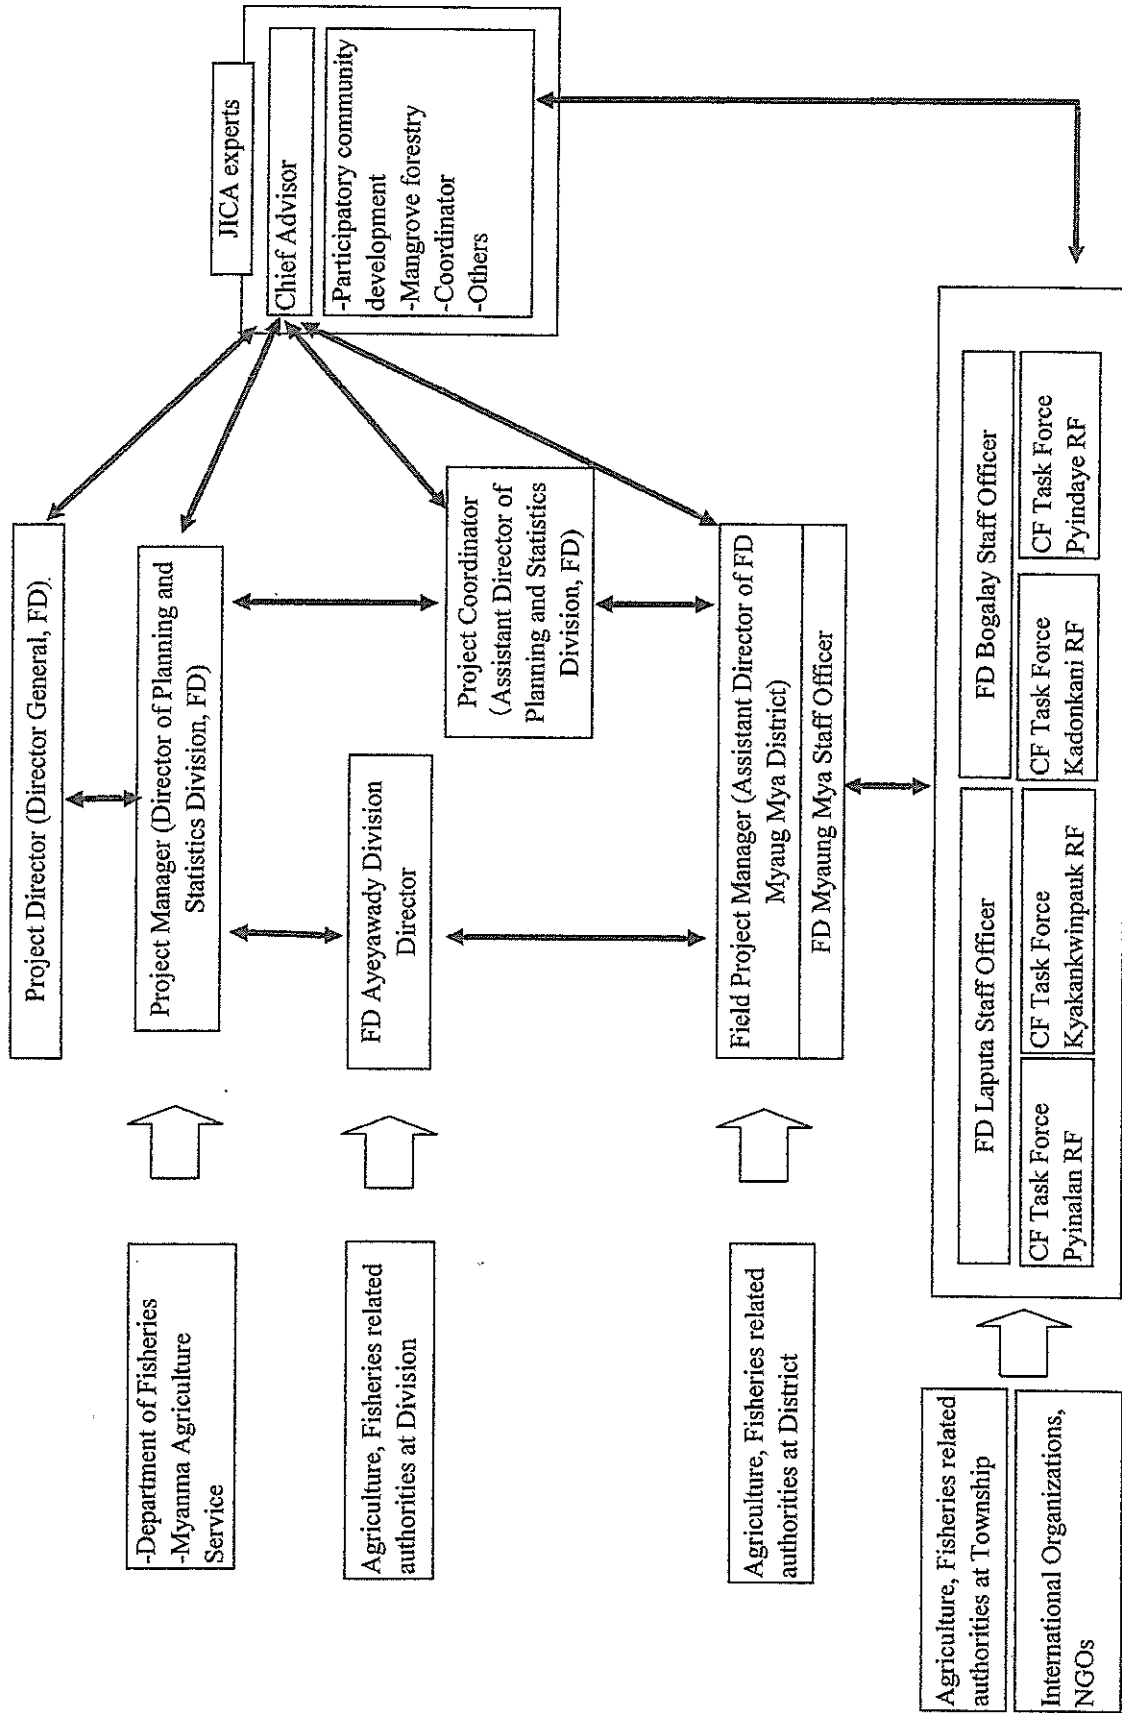 Project Director (Director General, FD)
Project Manager (Director of Planning and
Statistics Division, FD)
-Department of Fisheries
-Myanma Agriculture
Service
JICA experts
Chief Advisor
-Participatory community
development
-Mangrove forestry
-Coordinator
-Others
Agriculture, Fisheries related
authorities at Division
FD Ayeyawady Division
Director
Project Coordinator
(Assistant Director of
Planning and Statistics
Division, FD)
Agriculture, Fisheries related
authorities at District
Field Project Manager (Assistant Director of FD
Myaug Mya District)
FD Myaung Mya Staff Officer
Agriculture, Fisheries related
authorities at Township
International Organizations,
NGOs
FD Laputa Staff Officer
CF Task Force
Pyinalan RF
CF Task Force
Kyakankwinpauk RF
FD Bogalay Staff Officer
CF Task Force
Kadonkani RF
CF Task Force
Pyindaye RF